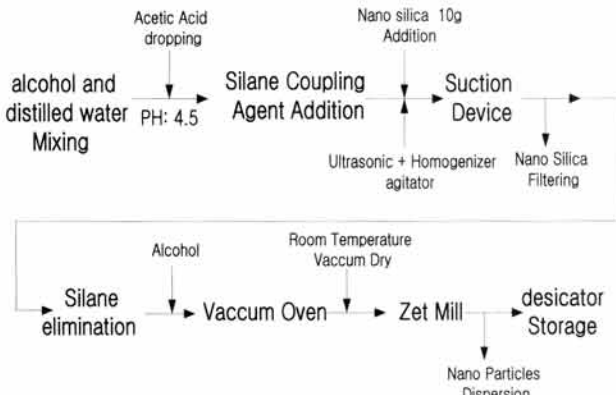 Acetic Acid
dropping
Nano silica 10g
Addition
alcohol and
distilled water
Mixing
PH: 4.5
Silane Coupling
Agent Addition
Suction
Device
Ultrasonic + Homogenizer
agitator
Nano Silica
Filtering
Alcohol
Room Temperature
Vaccum Dry
Silane
elimination
Vaccum Oven
Zet Mill
desicator
Storage
Nano Particles
Dispersion